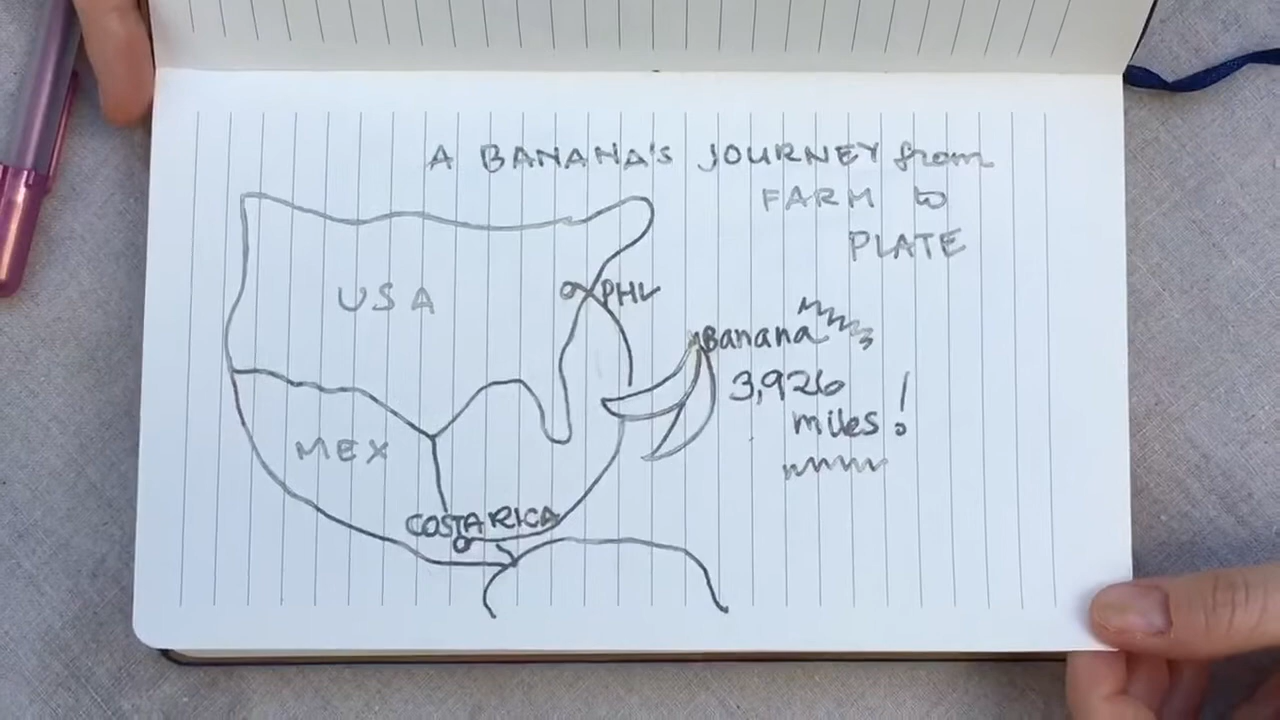 A BANANA'S JOURNEY from
FARM to
PLATE
USA
PHL
Banana
3,926
miles!
MEX
COSTA RICA